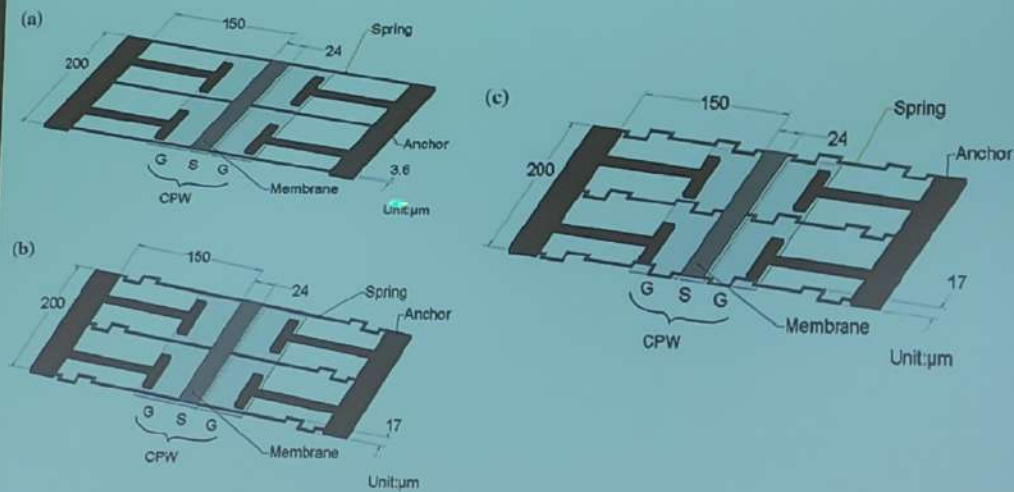 (a)
150
Spring
24
200
Anchor
G S G
3.6
Membrane
CPW
Unit:µm
(b)
150
24
Spring
200
Anchor
G S G
17
Membrane
CPW
Unit:µm
(c)
150
Spring
24
Anchor
200
G S G
17
Membrane
CPW
Unit:µm